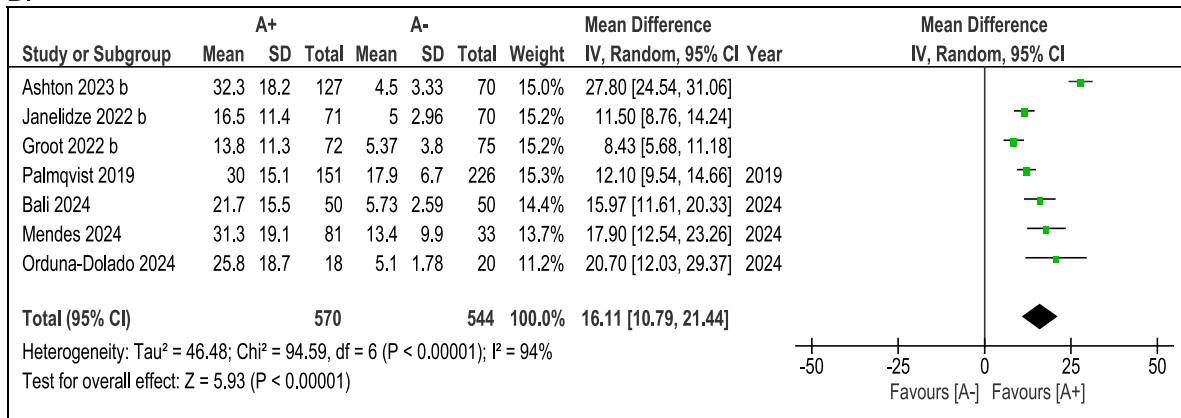 A+ A- Mean Difference Mean Difference
Study or Subgroup Mean SD Total Mean SD Total Weight IV, Random, 95% CI Year IV, Random, 95% CI
Ashton 2023 b 32.3 18.2 127 4.5 3.33 70 15.0% 27.80 [24.54, 31.06]
Janelidze 2022 b 16.5 11.4 71 5 2.96 70 15.2% 11.50 [8.76, 14.24]
Groot 2022 b 13.8 11.3 72 5.37 3.8 75 15.2% 8.43 [5.68, 11.18]
Palmqvist 2019 30 15.1 151 17.9 6.7 226 15.3% 12.10 [9.54, 14.66] 2019
Bali 2024 21.7 15.5 50 5.73 2.59 50 14.4% 15.97 [11.61, 20.33] 2024
Mendes 2024 31.3 19.1 81 13.4 9.9 33 13.7% 17.90 [12.54, 23.26] 2024
Orduna-Dolado 2024 25.8 18.7 18 5.1 1.78 20 11.2% 20.70 [12.03, 29.37] 2024
Total (95% CI) 570 544 100.0% 16.11 [10.79, 21.44]
Heterogeneity: Tau² = 46.48; Chi² = 94.59, df = 6 (P < 0.00001); I² = 94%
Test for overall effect: Z = 5.93 (P < 0.00001)
-50 -25 0 25 50
Favours [A-] Favours [A+]